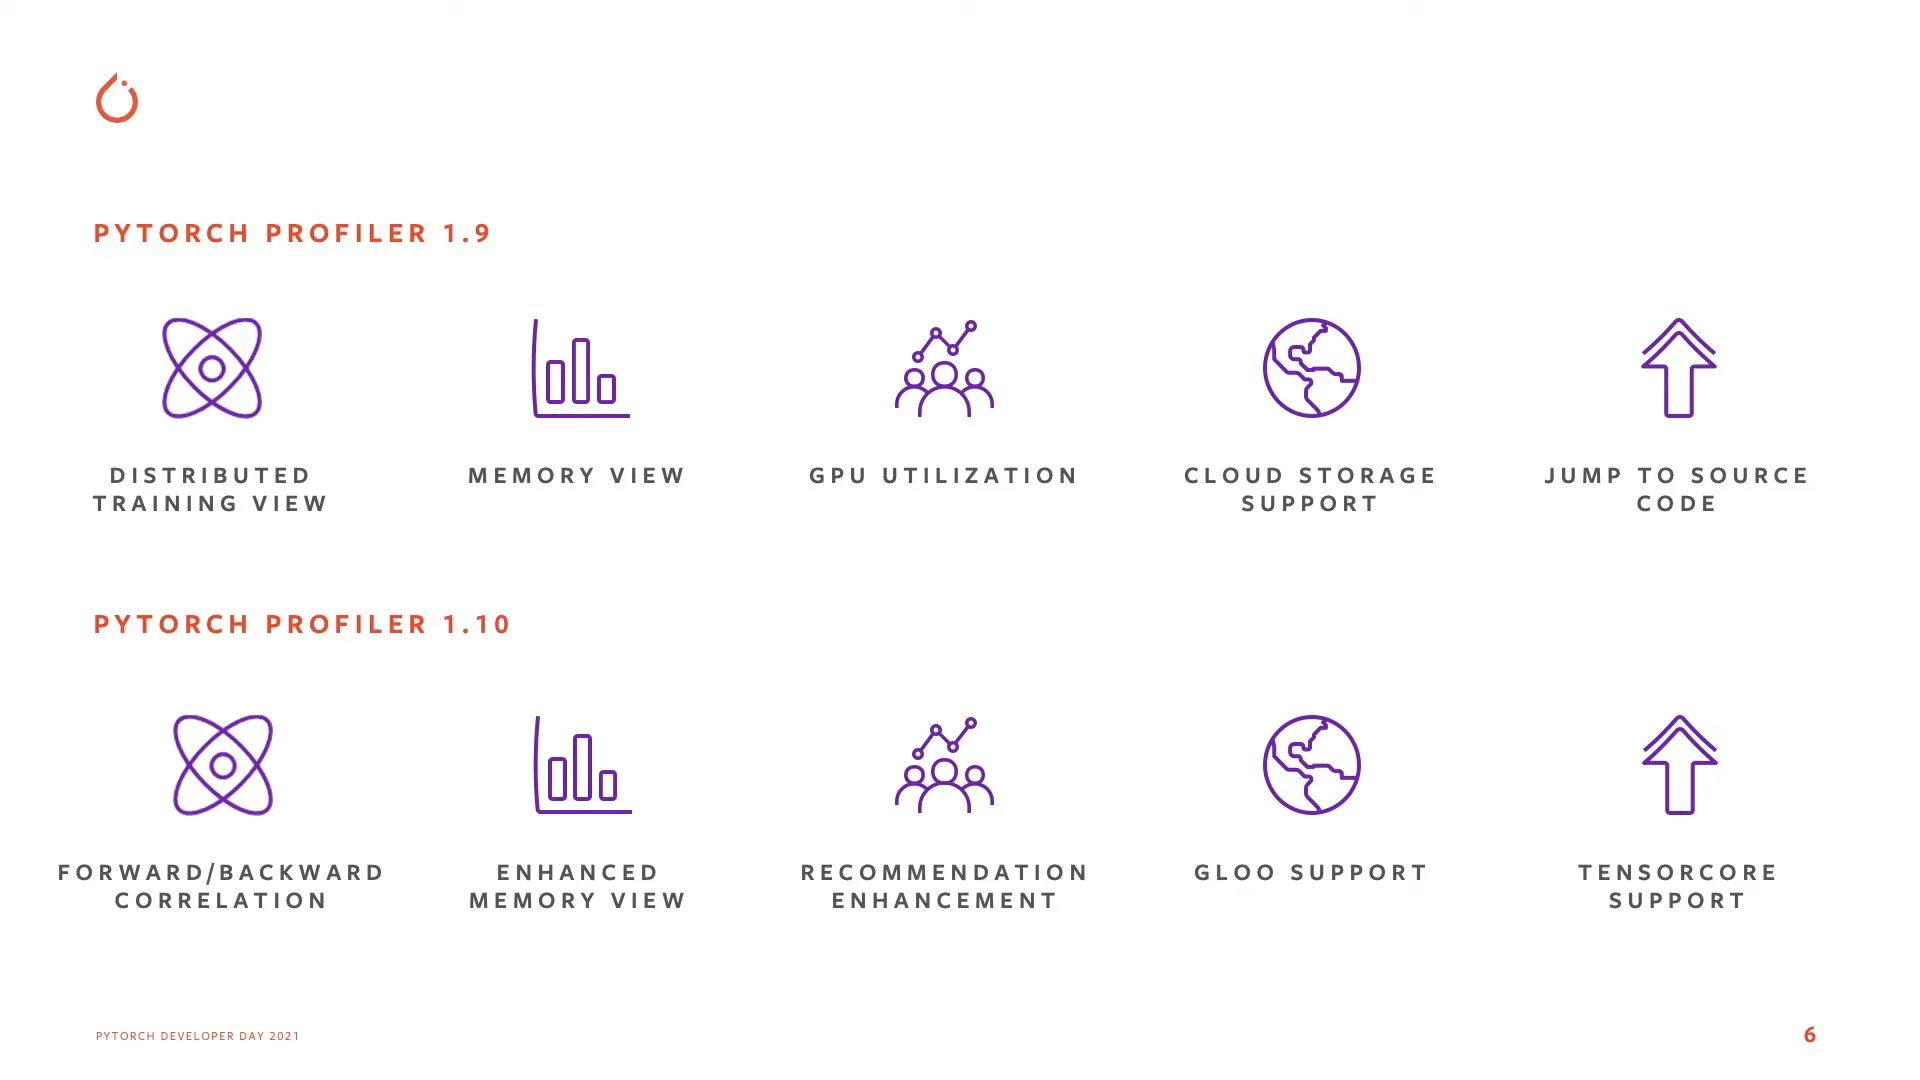 PYTORCH PROFILER 1.9
DISTRIBUTED
TRAINING VIEW
MEMORY VIEW
GPU UTILIZATION
CLOUD STORAGE
SUPPORT
JUMP TO SOURCE
CODE
PYTORCH PROFILER 1.10
FORWARD/BACKWARD
CORRELATION
ENHANCED
MEMORY VIEW
RECOMMENDATION
ENHANCEMENT
GLOO SUPPORT
TENSORCORE
SUPPORT
PYTORCH DEVELOPER DAY 2021
6